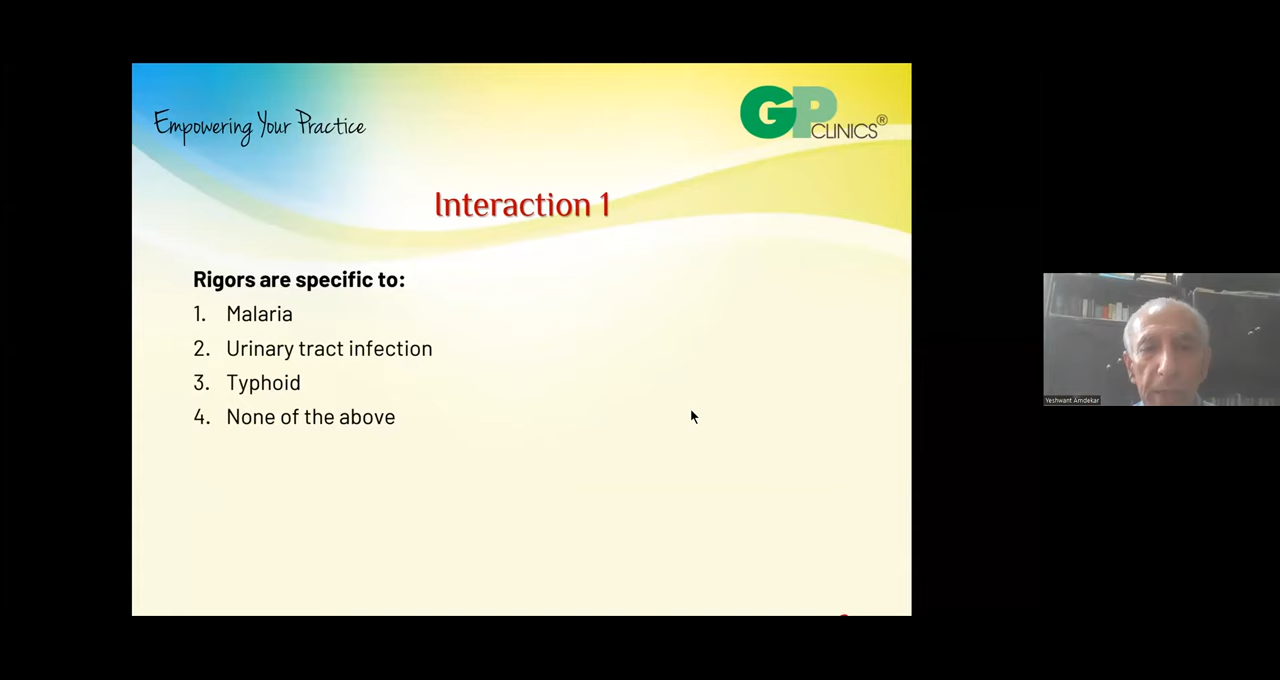 Empowering Your Practice
GP CLINICS®
Interaction 1
Rigors are specific to:
1. Malaria
2. Urinary tract infection
3. Typhoid
4. None of the above
Yeshwant Amdekar